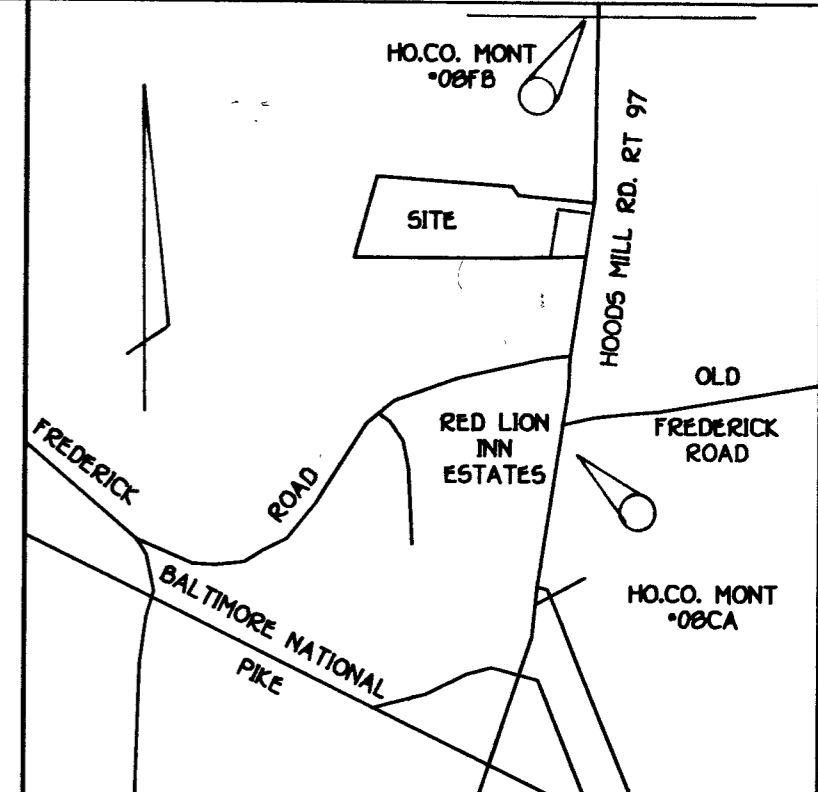 HO.CO. MONT
•08FB
HOODS MILL RD. RT 97
SITE
OLD
FREDERICK
ROAD
RED LION
INN
ESTATES
FREDERICK
ROAD
HO.CO. MONT
•08CA
BALTIMORE NATIONAL
PIKE